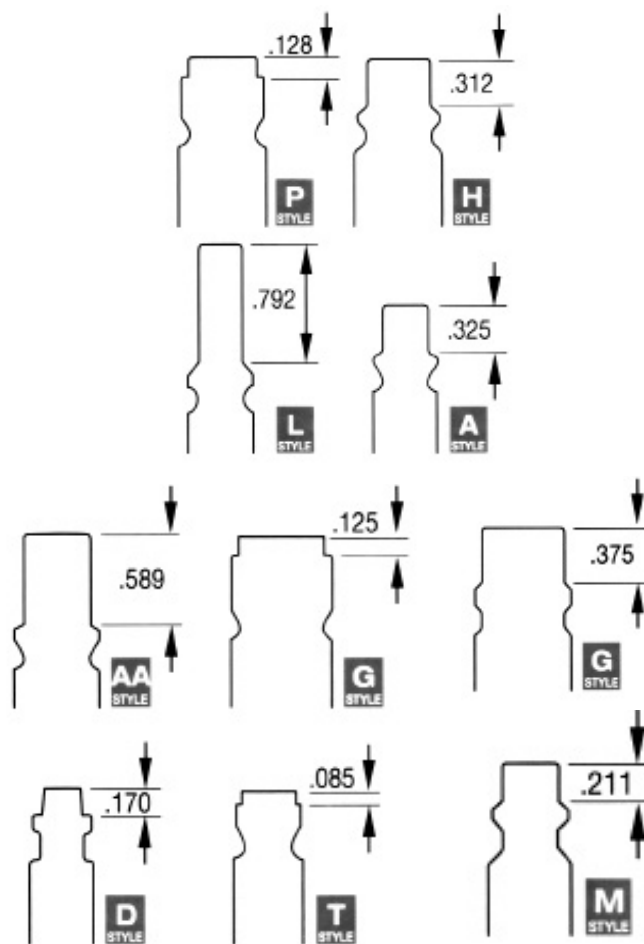 .128
.312
P
STYLE
H
STYLE
.792
.325
L
STYLE
A
STYLE
.589
.125
.375
AA
STYLE
G
STYLE
G
STYLE
.170
.085
.211
D
STYLE
T
STYLE
M
STYLE